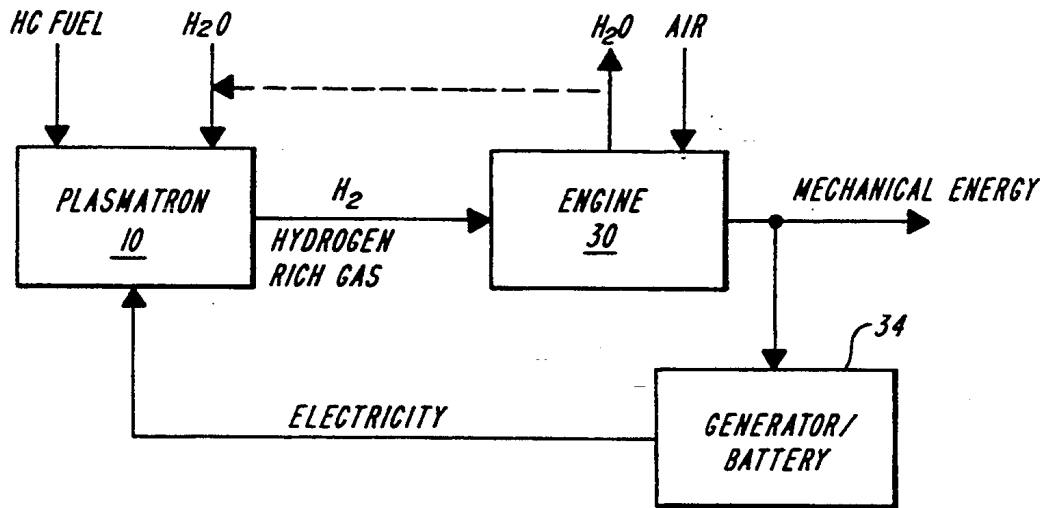 HC FUEL
H2O
H2O
AIR
PLASMATRON
10
H2
HYDROGEN
RICH GAS
ENGINE
30
MECHANICAL ENERGY
34
ELECTRICITY
GENERATOR/
BATTERY